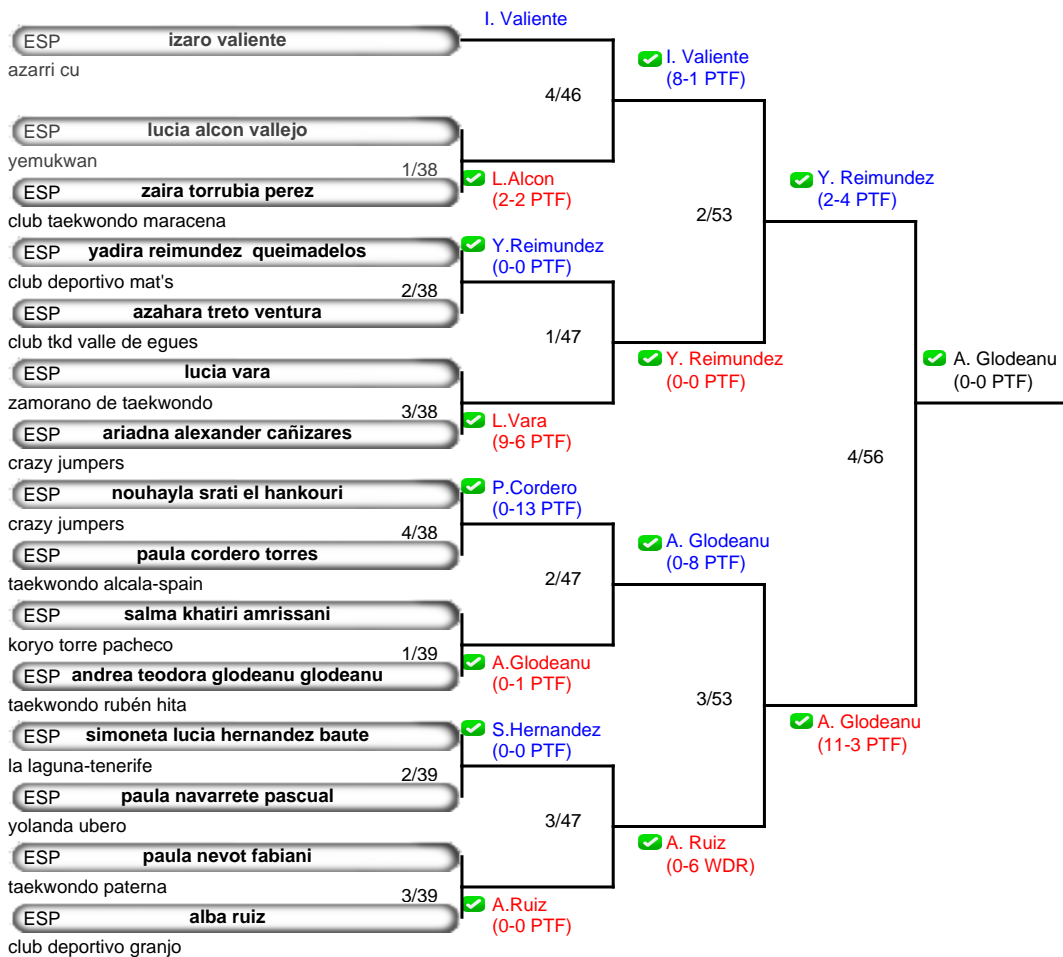 I. Valiente
ESP izaro valiente
azarri cu
I. Valiente
(8-1 PTF)
4/46
ESP lucia alcon vallejo
yemukwan
1/38
L.Alcon
(2-2 PTF)
ESP zaira torrubia perez
club taekwondo maracena
Y. Reimundez
(2-4 PTF)
2/53
ESP yadira reimundez queimadelos
Y.Reimundez
(0-0 PTF)
club deportivo mat's
2/38
ESP azahara treto ventura
club tkd valle de egues
1/47
Y. Reimundez
(0-0 PTF)
A. Glodeanu
(0-0 PTF)
ESP lucia vara
zamorano de taekwondo
3/38
L.Vara
(9-6 PTF)
ESP ariadna alexander cañizares
crazy jumpers
4/56
ESP nouhayla srati el hankouri
P.Cordero
(0-13 PTF)
crazy jumpers
4/38
ESP paula cordero torres
taekwondo alcala-spain
A. Glodeanu
(0-8 PTF)
2/47
ESP salma khatiri amrissani
koryo torre pacheco
1/39
A.Glodeanu
(0-1 PTF)
ESP andrea teodora glodeanu glodeanu
taekwondo rubén hita
3/53
A. Glodeanu
(11-3 PTF)
ESP simoneta lucia hernandez baute
S.Hernandez
(0-0 PTF)
la laguna-tenerife
2/39
ESP paula navarrete pascual
yolanda ubero
3/47
A. Ruiz
(0-6 WDR)
ESP paula nevot fabiani
taekwondo paterna
3/39
A.Ruiz
(0-0 PTF)
ESP alba ruiz
club deportivo granjo